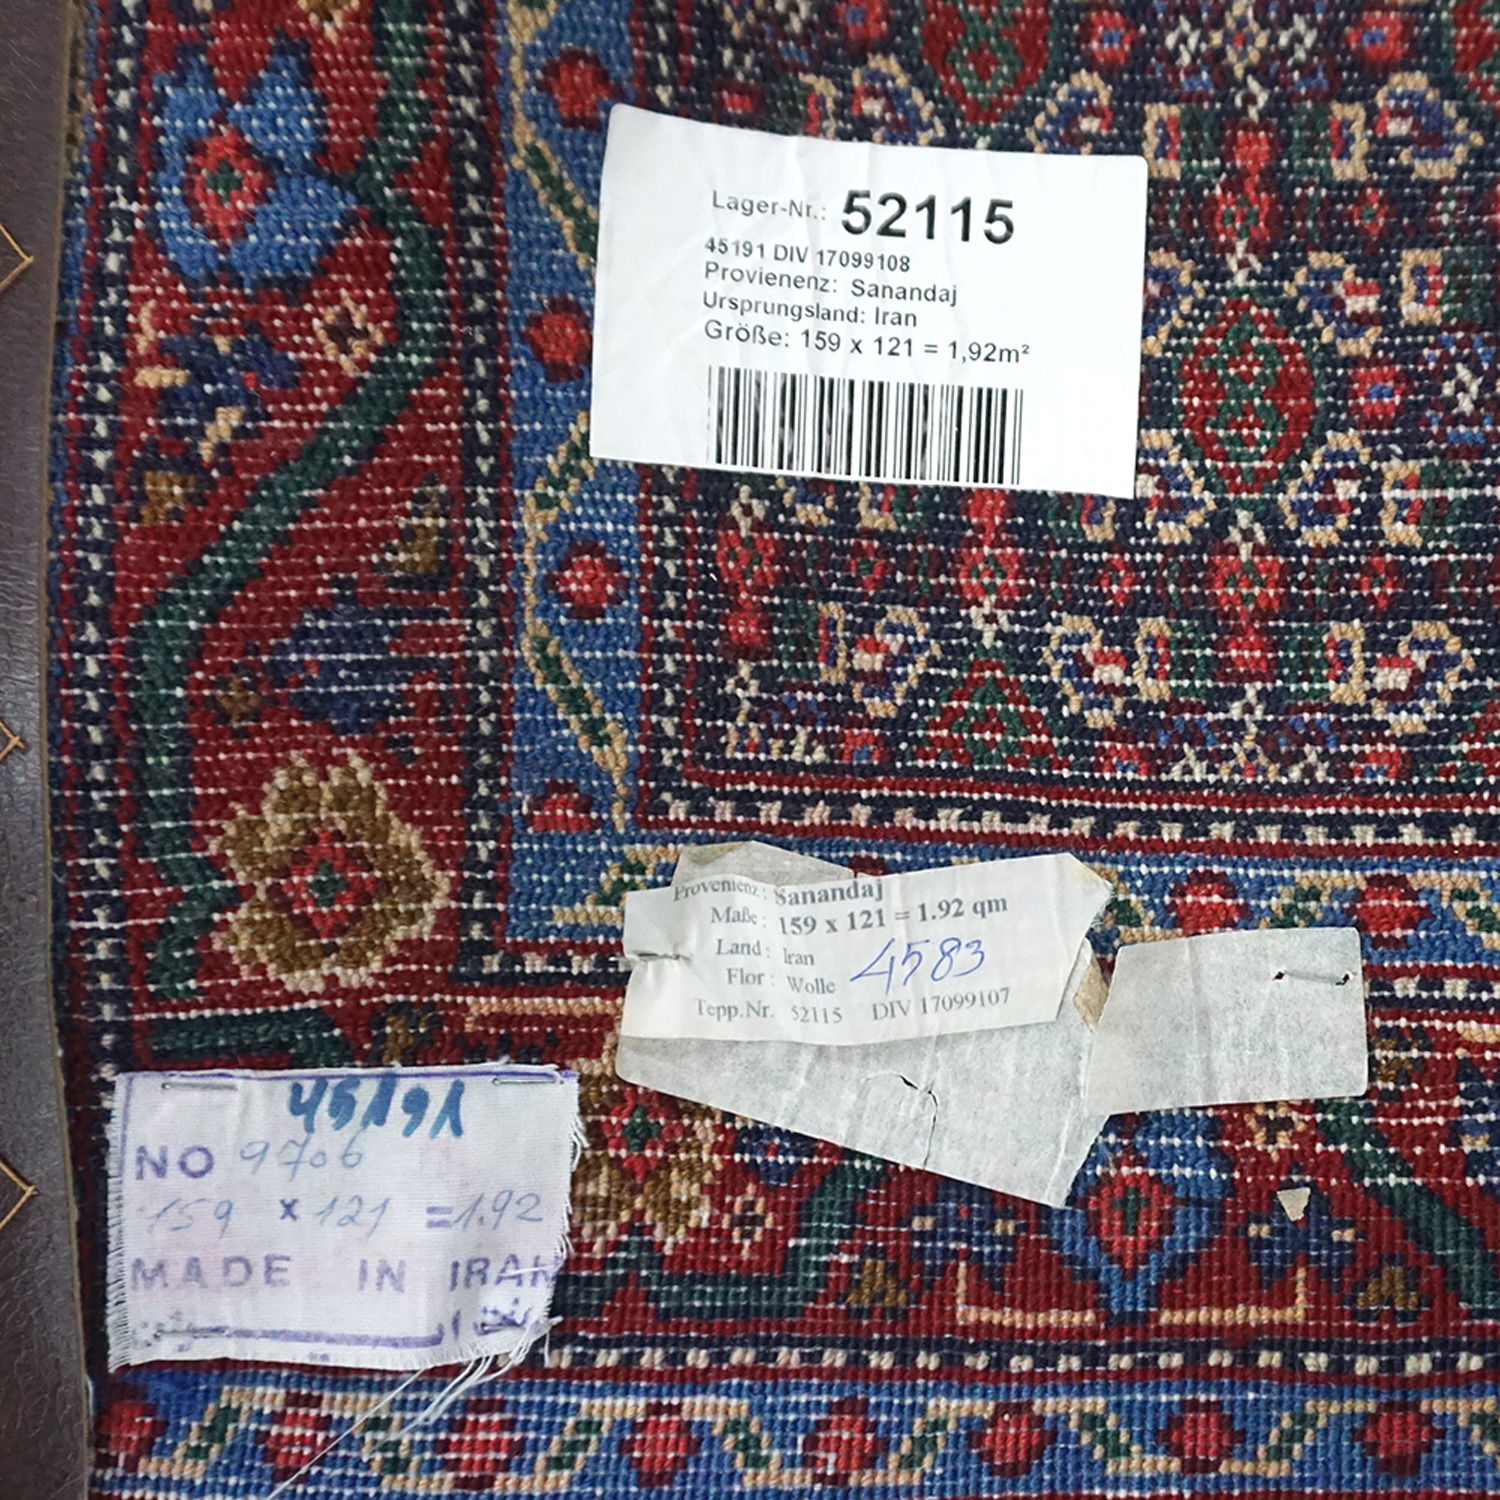 Lager-Nr.: 52115
45191 DIV 17099108
Provienenz: Sanandaj
Ursprungsland: Iran
Größe: 159 x 121 = 1,92m²
Provenienz: Sanandaj
Maße: 159 x 121 = 1.92 qm
Land: Iran
Flor: Wolle 4583
Tepp.Nr. 52115 DIV 17099107
45191
NO 9706
159 x 121 = 1.92
MADE IN IRAN